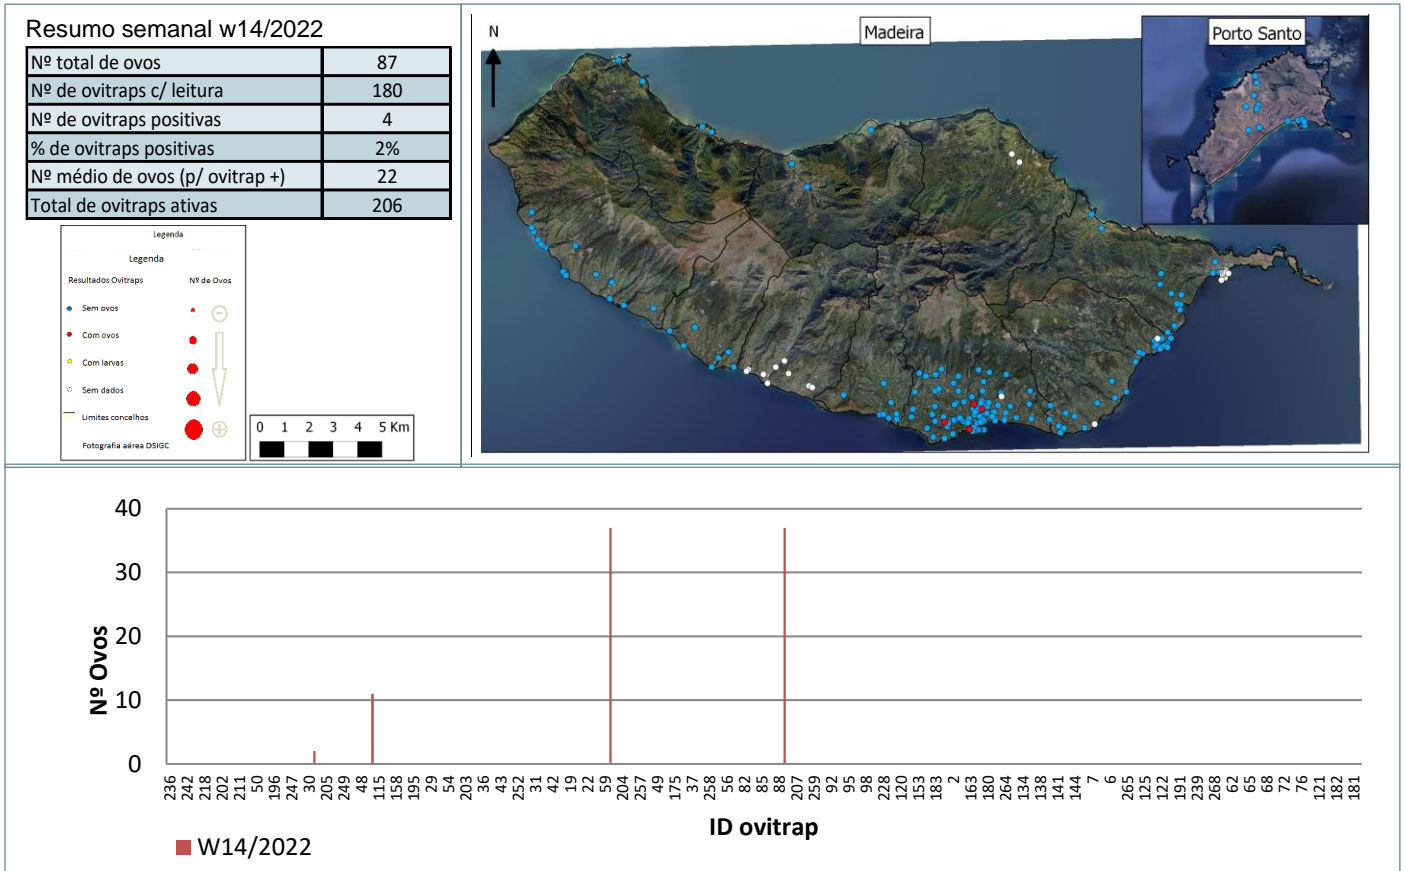 Resumo semanal w14/2022
Nº total de ovos 87
Nº de ovitraps c/ leitura 180
Nº de ovitraps positivas 4
% de ovitraps positivas 2%
Nº médio de ovos (p/ ovitrap +) 22
Total de ovitraps ativas 206
Legenda
Legenda
Resultados Ovitraps Nº de Ovos
Sem ovos
Com ovos
Com larvas
Sem dados
Limites concelhos
Fotografia aérea DSIGC
0 1 2 3 4 5 Km
N
Madeira
Porto Santo
Nº Ovos
40
30
20
10
0
236 242 218 202 211 50 196 247 30 205 249 48 115 158 195 29 54 203 36 43 252 31 42 19 22 59 204 257 49 175 37 258 56 82 85 88 207 259 92 95 98 228 120 153 183 2 163 180 264 134 138 141 144 7 6 265 125 122 191 239 268 62 65 68 72 76 121 182 181
ID ovitrap
W14/2022